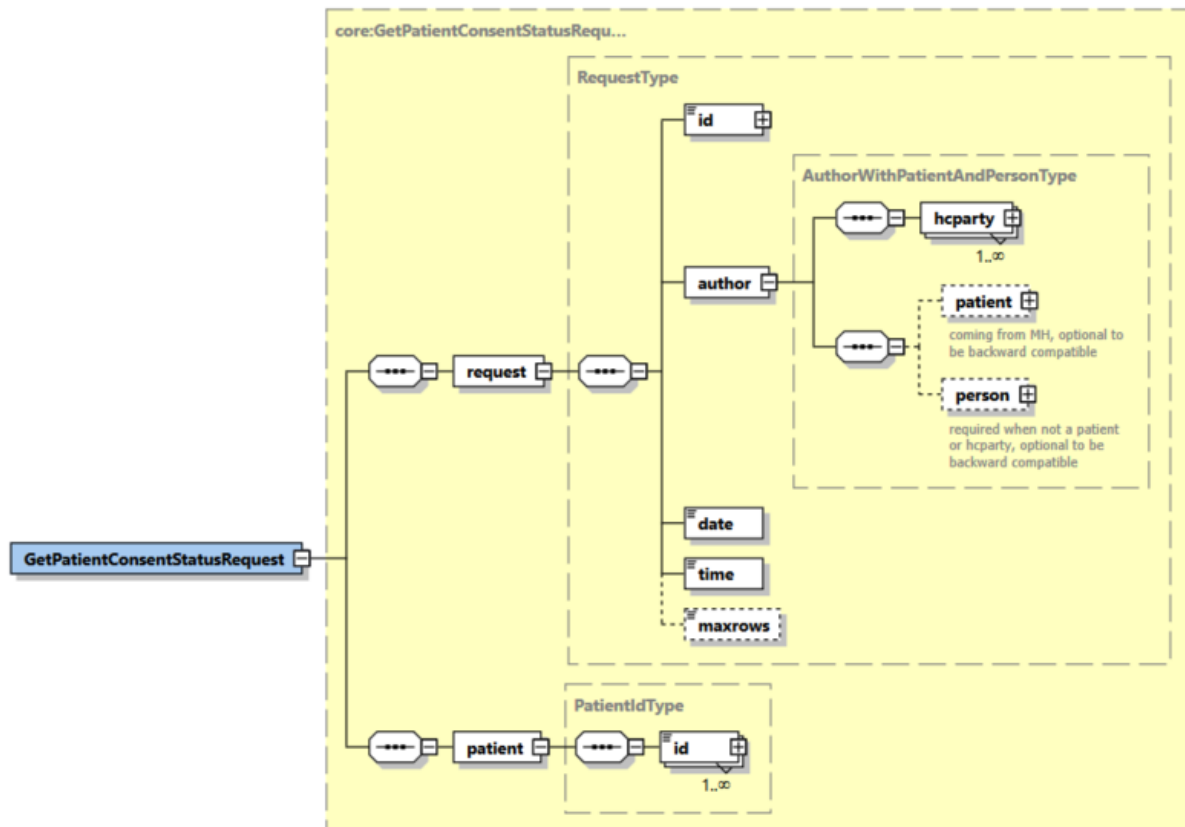 core:GetPatientConsentStatusRequ...
RequestType
id
AuthorWithPatientAndPersonType
hcparty
1..∞
author
patient
coming from MH, optional to
be backward compatible
request
person
required when not a patient
or hcparty, optional to be
backward compatible
date
GetPatientConsentStatusRequest
time
maxrows
PatientIdType
patient
id
1..∞